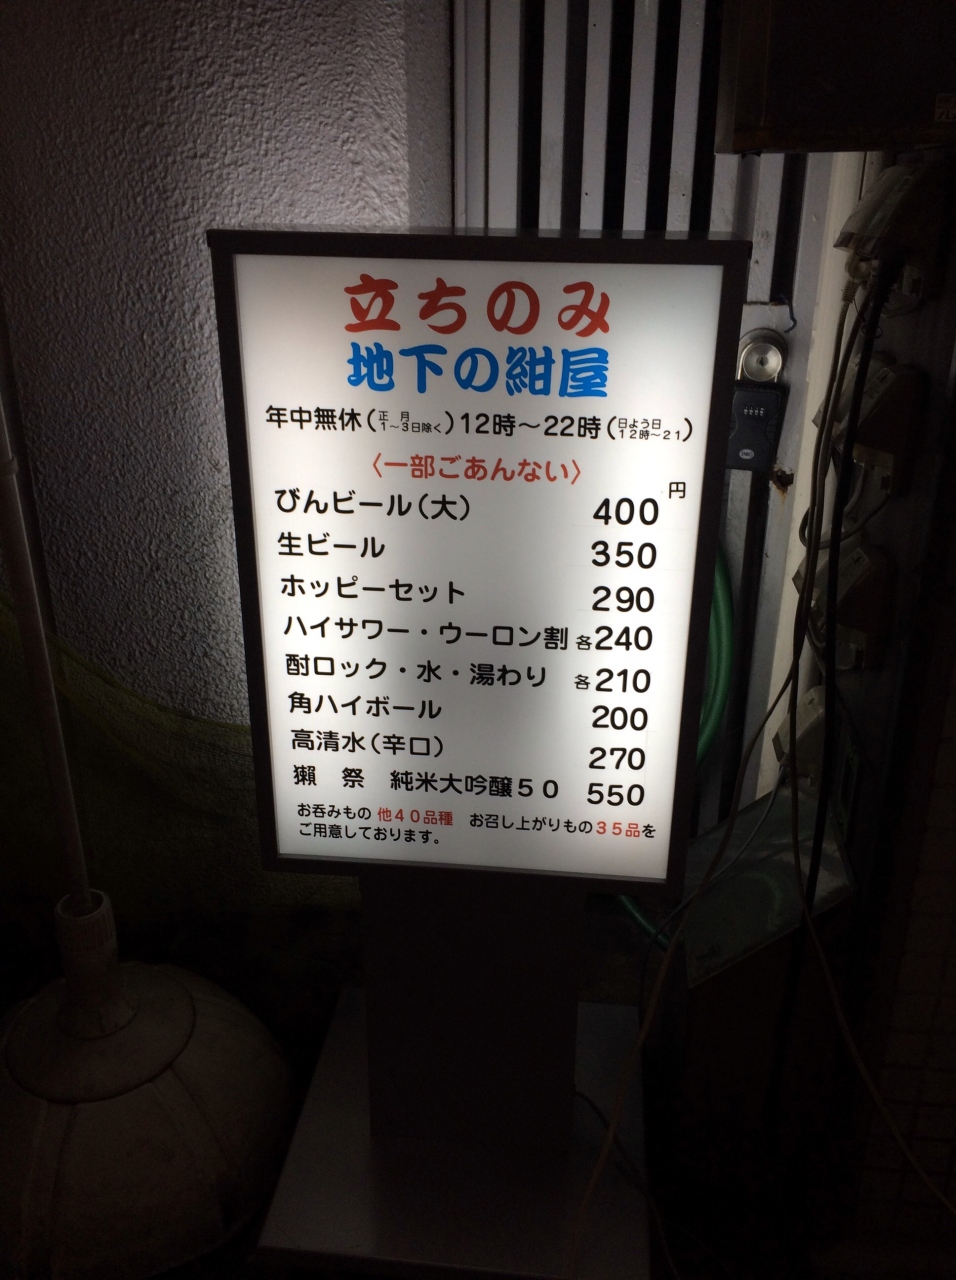 立ちのみ
地下の紺屋
年中無休（正月1～3日除く）12時～22時（日よう日12時～21）
〈一部ごあんない〉
円
びんビール（大） 400
生ビール 350
ホッピーセット 290
ハイサワー・ウーロン割 各240
酎ロック・水・湯わり 各210
角ハイボール 200
高清水（辛口） 270
獺 祭 純米大吟醸５０ 550
お呑みもの 他４０品種 お召し上がりもの３５品を
ご用意しております。